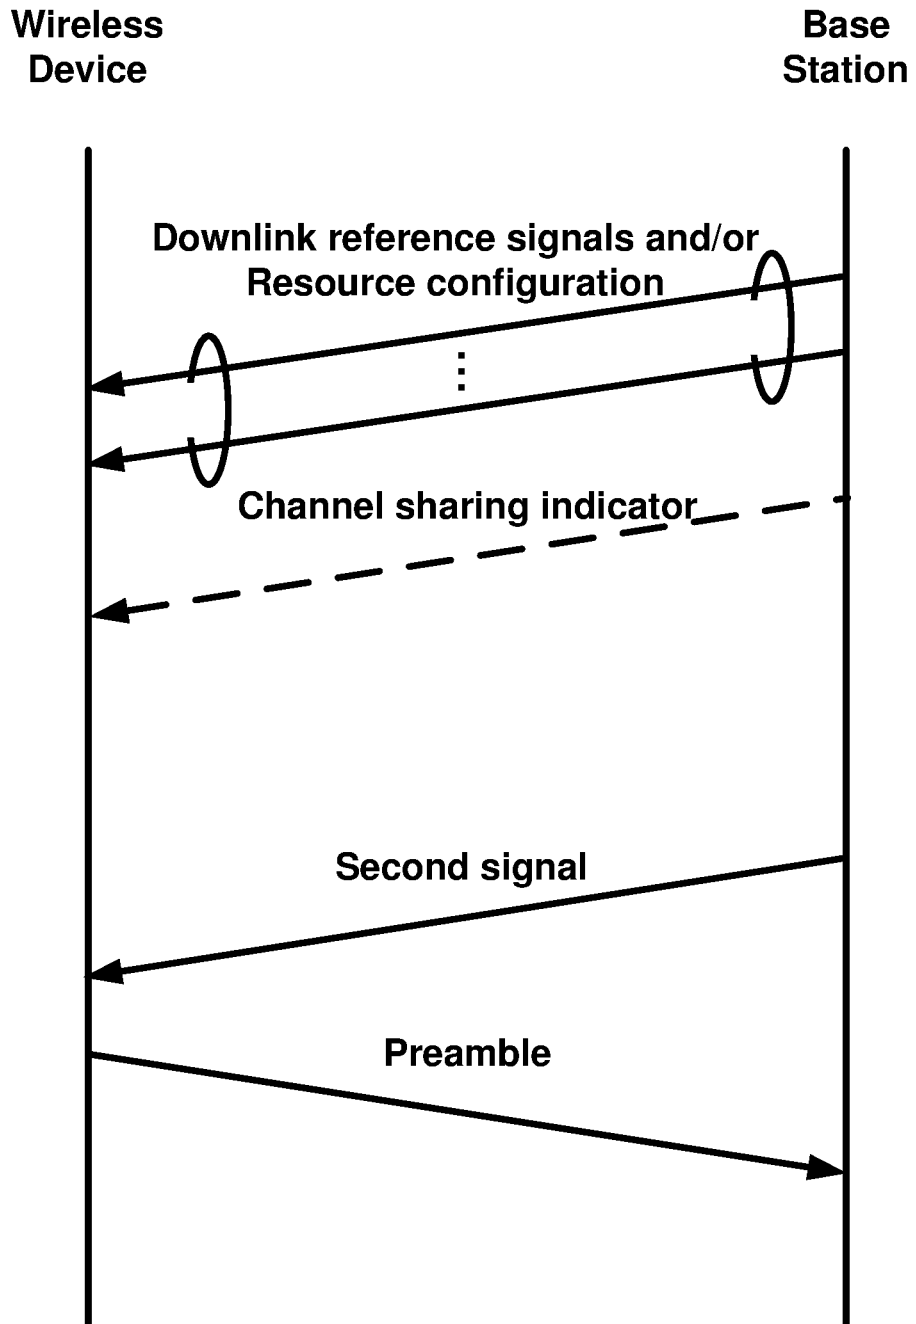 Wireless
Device
Base
Station
Downlink reference signals and/or
Resource configuration
Channel sharing indicator
Second signal
Preamble